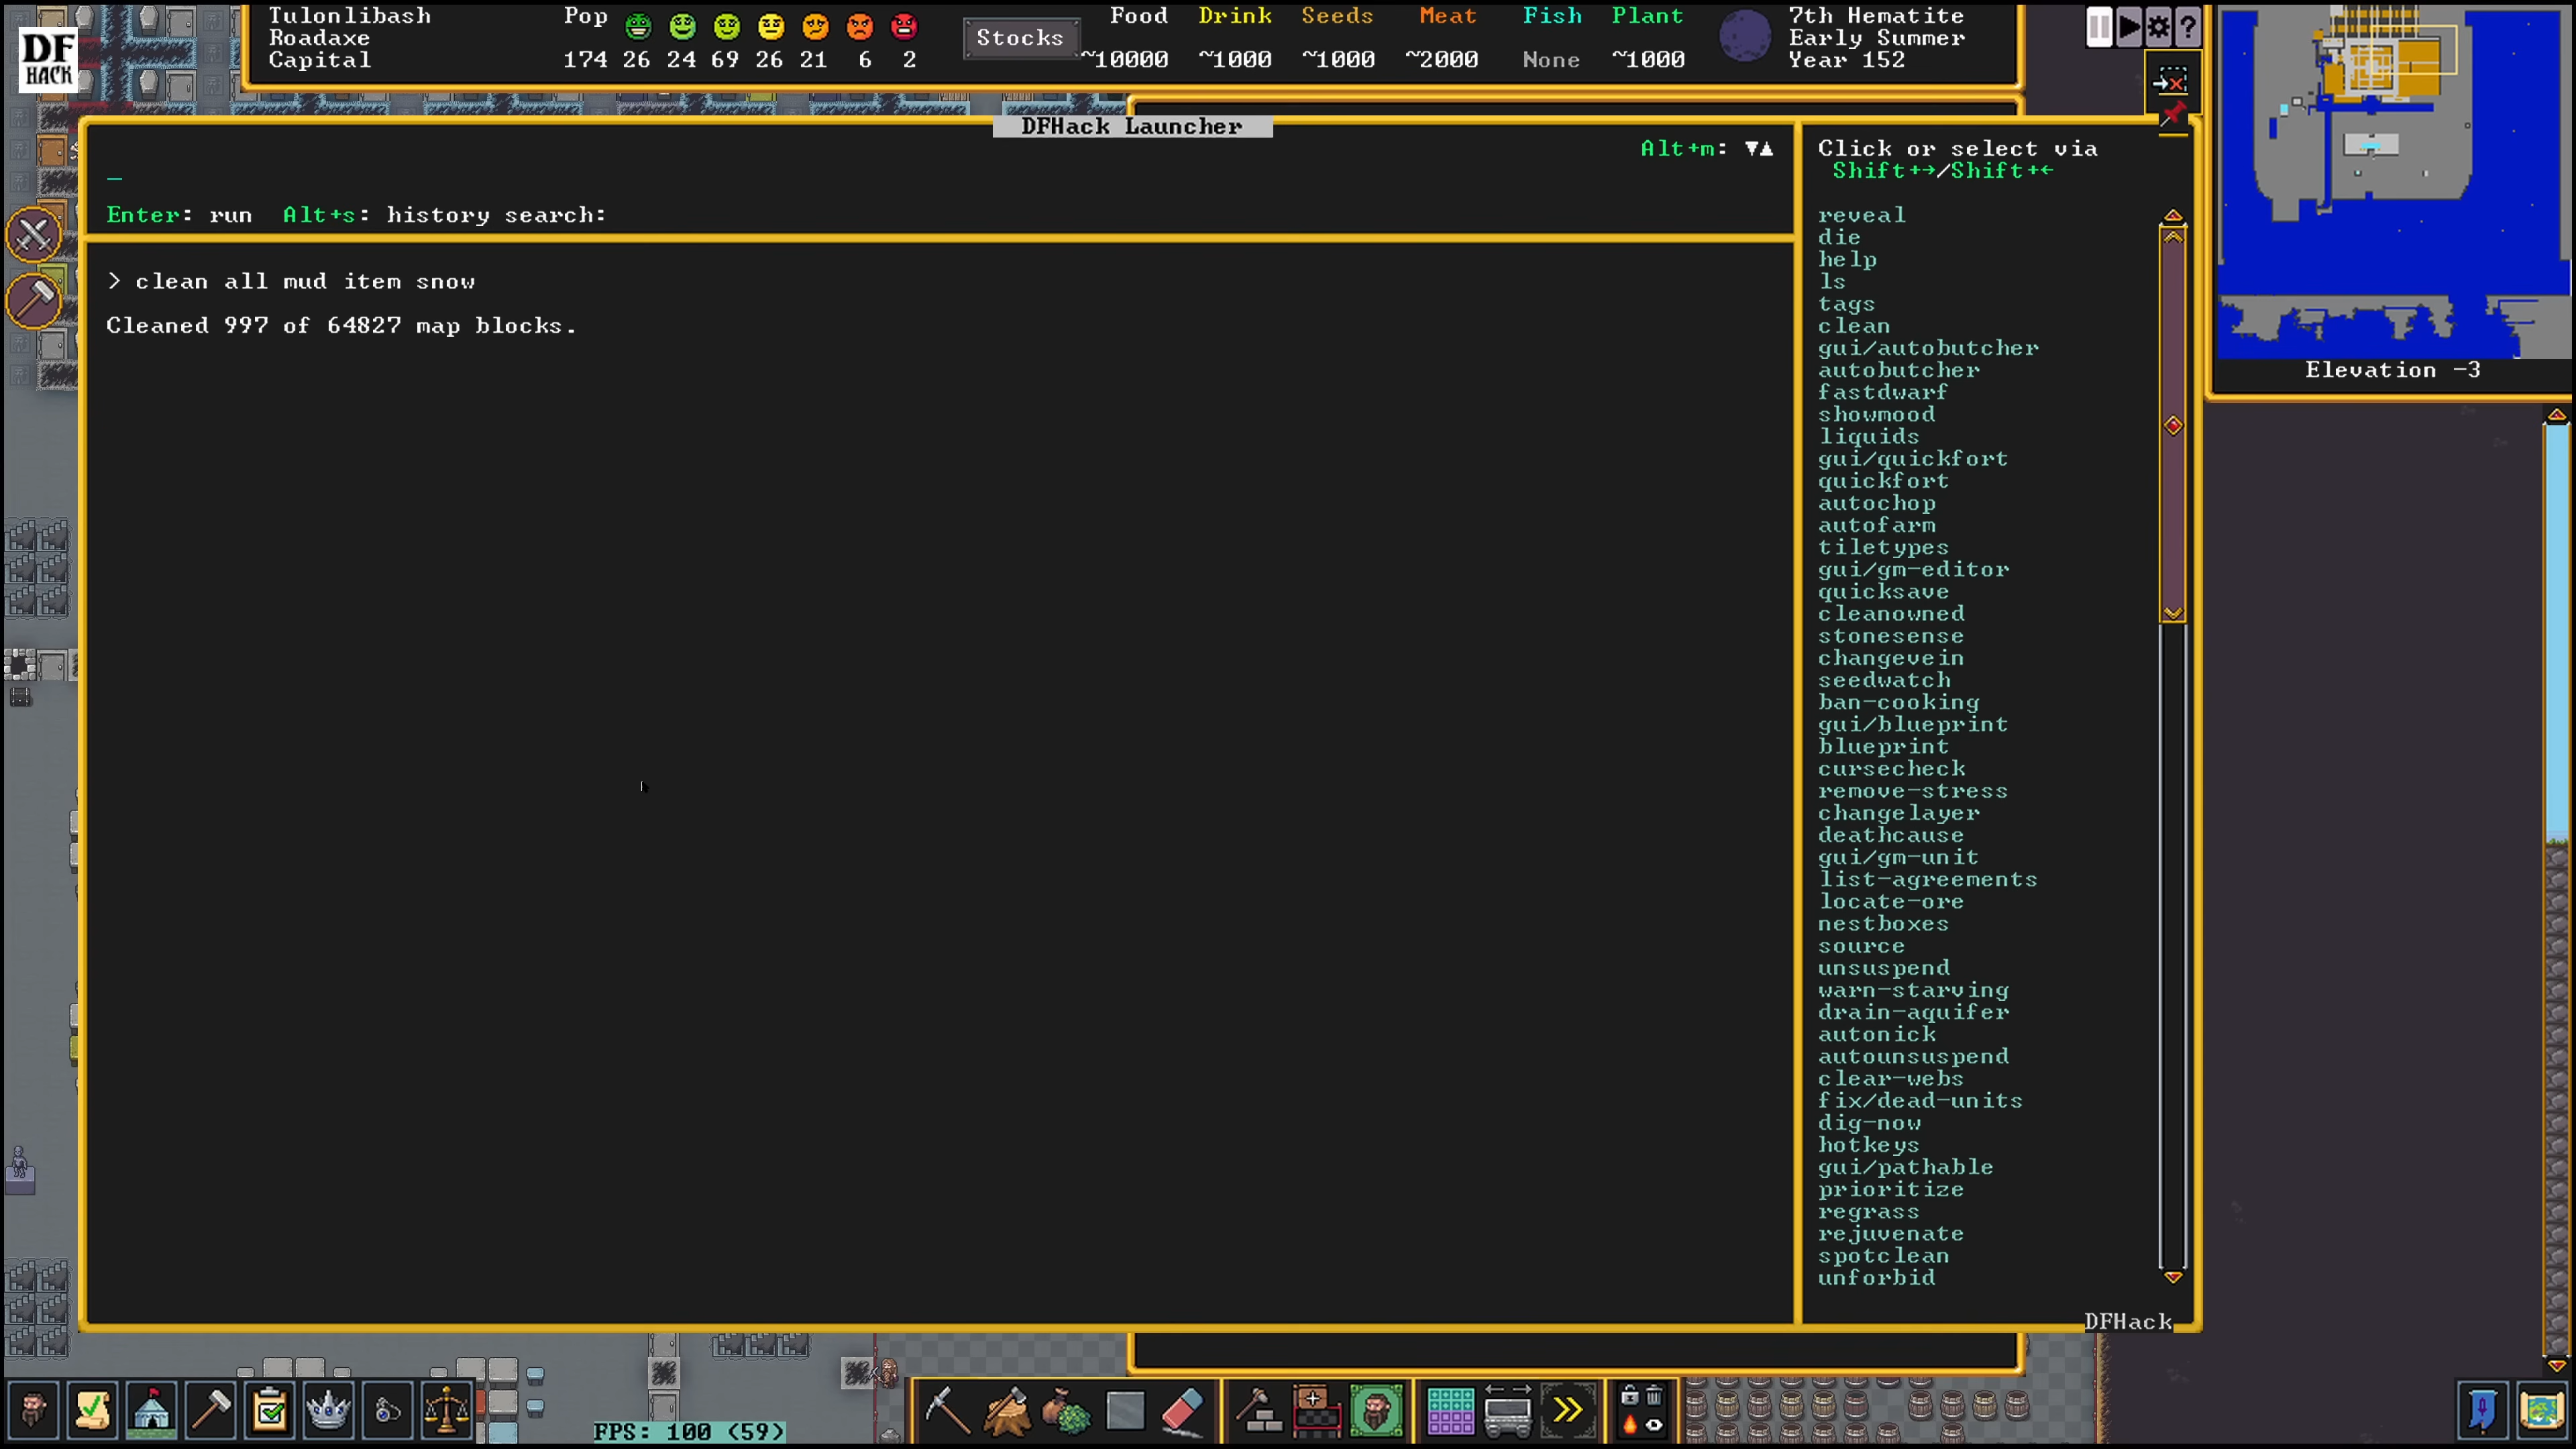 DF
HACK
Tulonlibash
Roadaxe
Capital
Pop
174 26 24 69 26 21 6 2
Stocks
Food Drink Seeds Meat Fish Plant
~10000 ~1000 ~1000 ~2000 None ~1000
7th Hematite
Early Summer
Year 152
?
Elevation -3
DFHack Launcher
Alt+m:
_
Enter: run Alt+s: history search:
> clean all mud item snow
Cleaned 997 of 64827 map blocks.
Click or select via
Shift+→/Shift+←
reveal
die
help
ls
tags
clean
gui/autobutcher
autobutcher
fastdwarf
showmood
liquids
gui/quickfort
quickfort
autochop
autofarm
tiletypes
gui/gm-editor
quicksave
cleanowned
stonesense
changevein
seedwatch
ban-cooking
gui/blueprint
blueprint
cursecheck
remove-stress
changelayer
deathcause
gui/gm-unit
list-agreements
locate-ore
nestboxes
source
unsuspend
warn-starving
drain-aquifer
autonick
autounsuspend
clear-webs
fix/dead-units
dig-now
hotkeys
gui/pathable
prioritize
regrass
rejuvenate
spotclean
unforbid
DFHack
FPS: 100 (59)